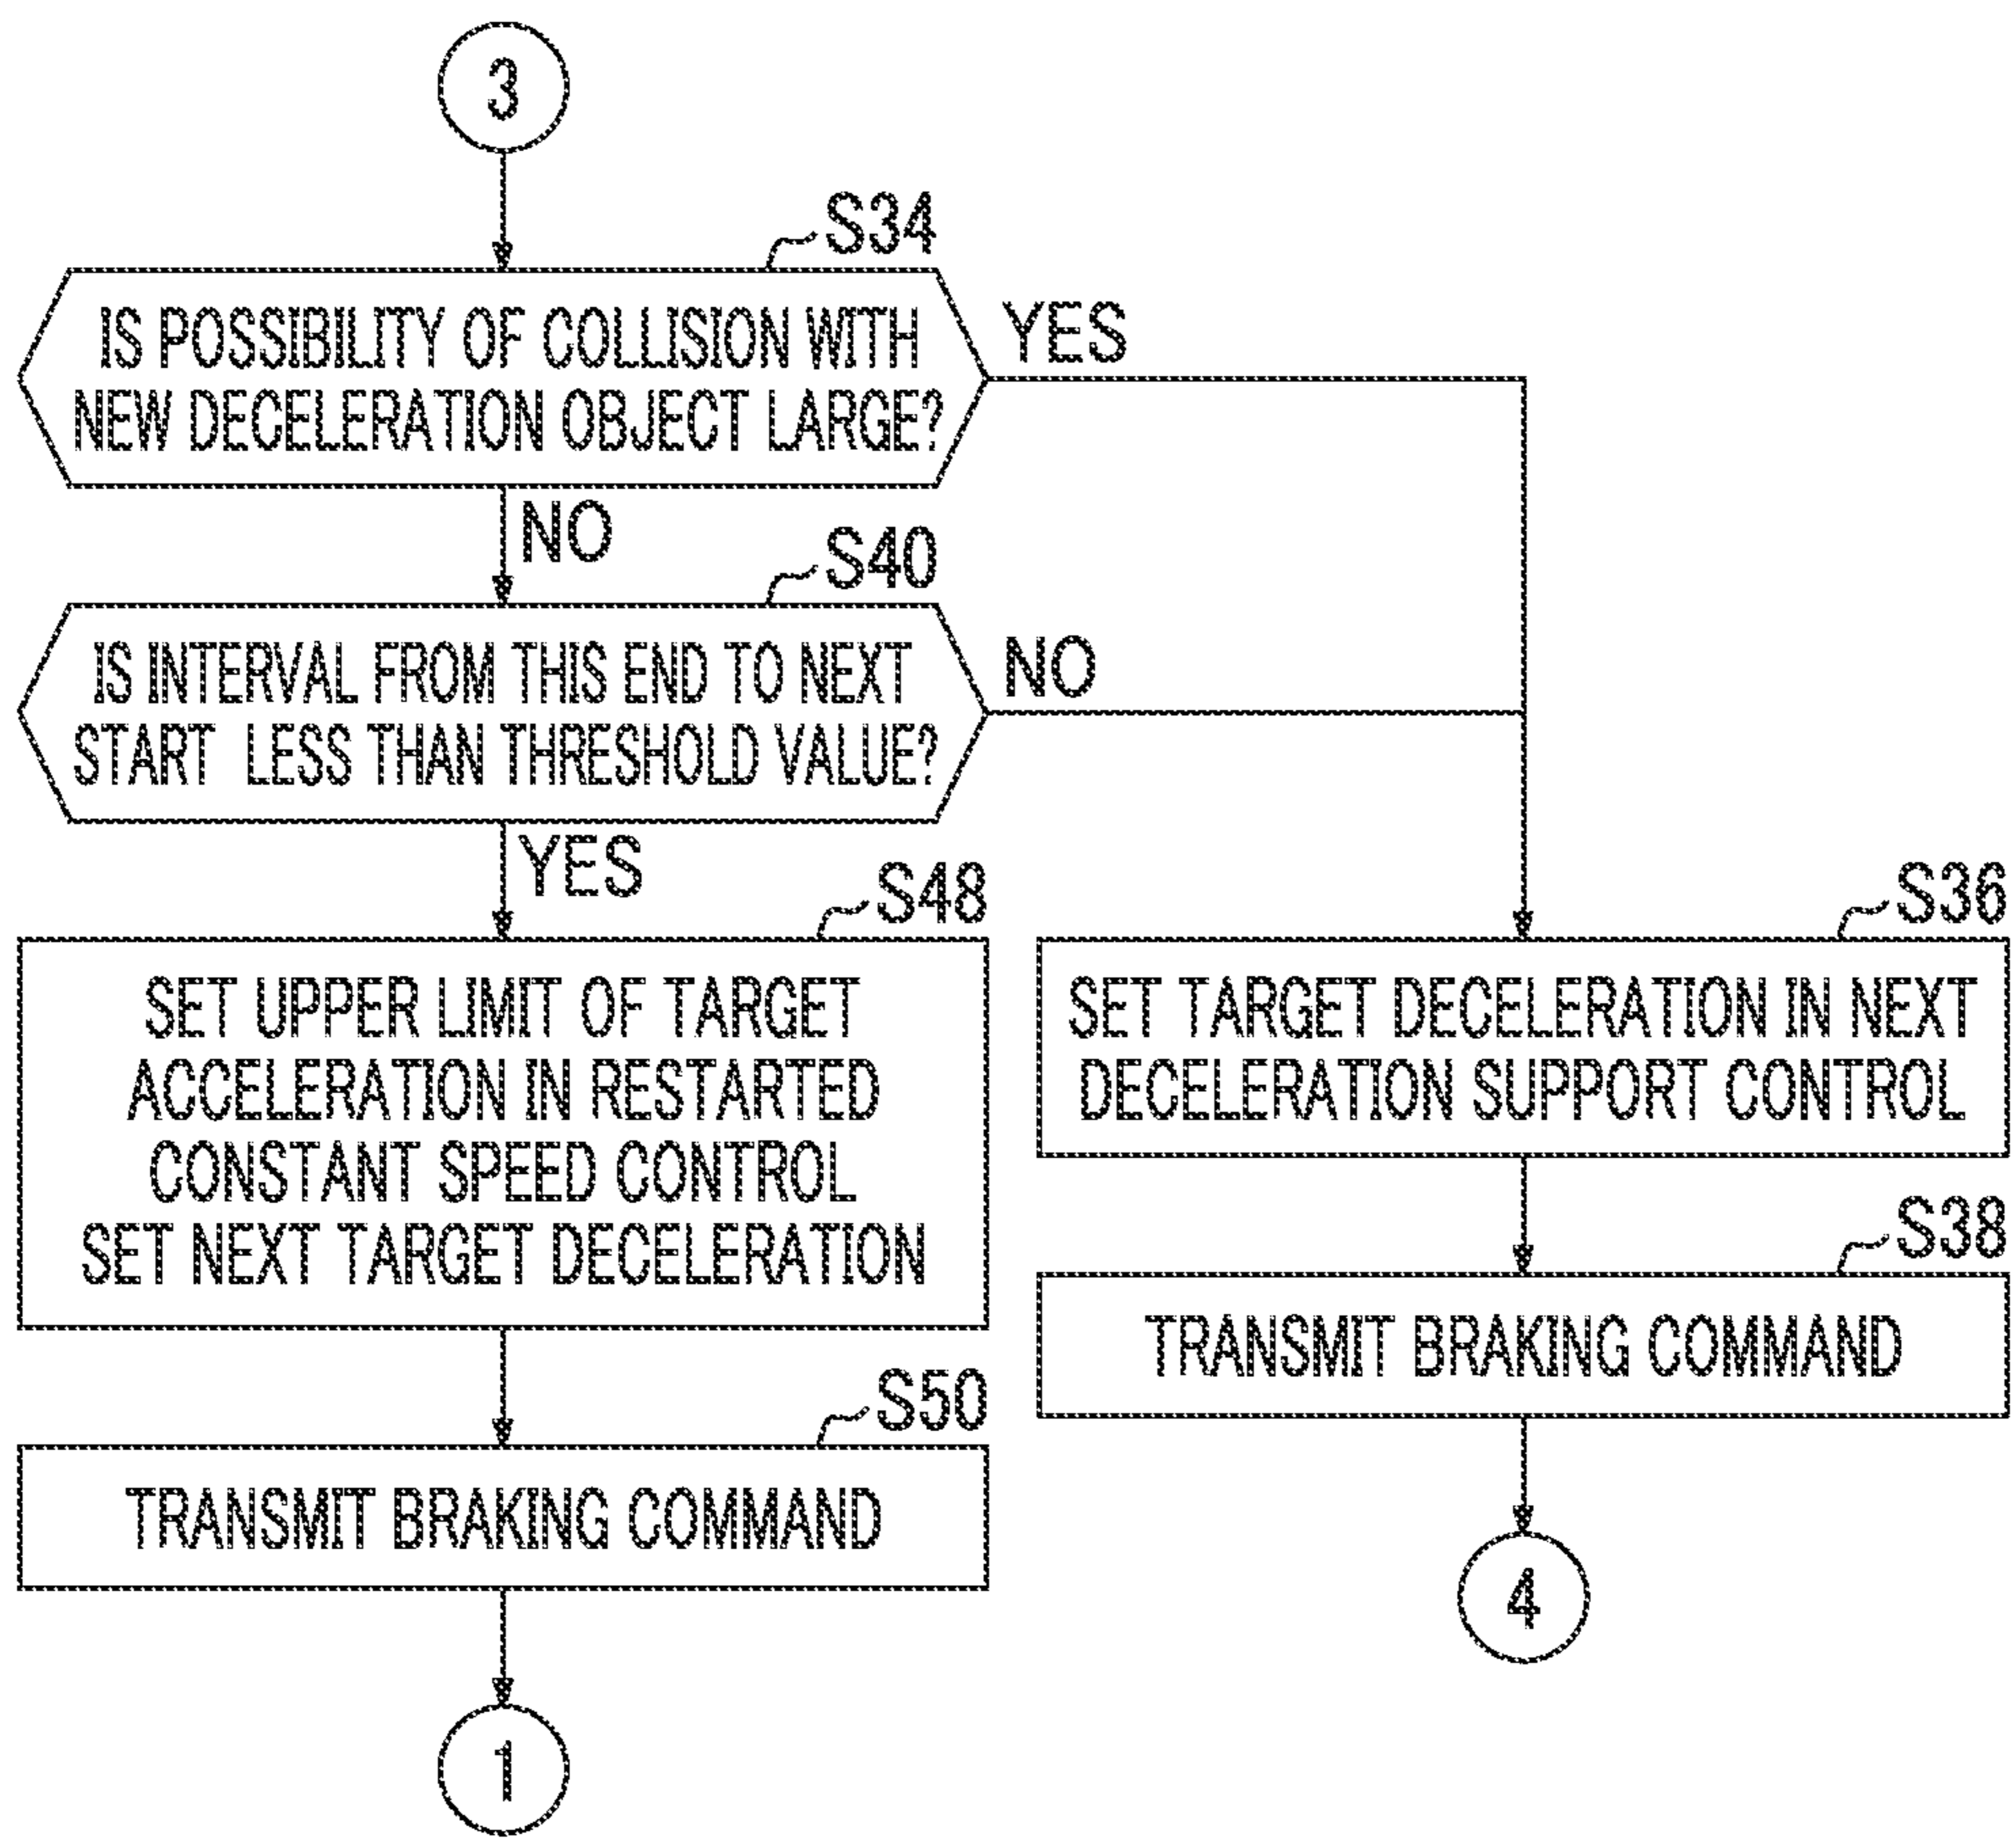 3
S34
IS POSSIBILITY OF COLLISION WITH
NEW DECELERATION OBJECT LARGE?
YES
NO
S40
IS INTERVAL FROM THIS END TO NEXT
START LESS THAN THRESHOLD VALUE?
NO
YES
S48
SET UPPER LIMIT OF TARGET
ACCELERATION IN RESTARTED
CONSTANT SPEED CONTROL
SET NEXT TARGET DECELERATION
S36
SET TARGET DECELERATION IN NEXT
DECELERATION SUPPORT CONTROL
S38
TRANSMIT BRAKING COMMAND
S50
TRANSMIT BRAKING COMMAND
4
1